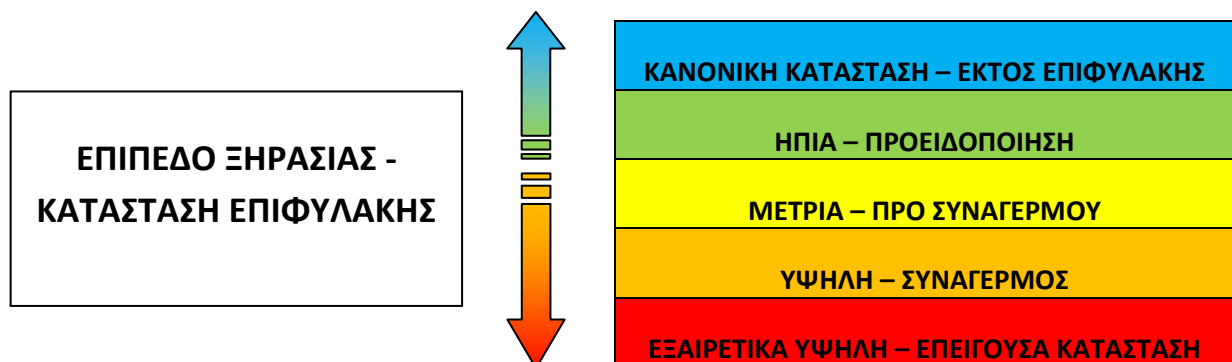 ΕΠΙΠΕΔΟ ΞΗΡΑΣΙΑΣ -
ΚΑΤΑΣΤΑΣΗ ΕΠΙΦΥΛΑΚΗΣ
ΚΑΝΟΝΙΚΗ ΚΑΤΑΣΤΑΣΗ – ΕΚΤΟΣ ΕΠΙΦΥΛΑΚΗΣ
ΗΠΙΑ – ΠΡΟΕΙΔΟΠΟΙΗΣΗ
ΜΕΤΡΙΑ – ΠΡΟ ΣΥΝΑΓΕΡΜΟΥ
ΥΨΗΛΗ – ΣΥΝΑΓΕΡΜΟΣ
ΕΞΑΙΡΕΤΙΚΑ ΥΨΗΛΗ – ΕΠΕΙΓΟΥΣΑ ΚΑΤΑΣΤΑΣΗ